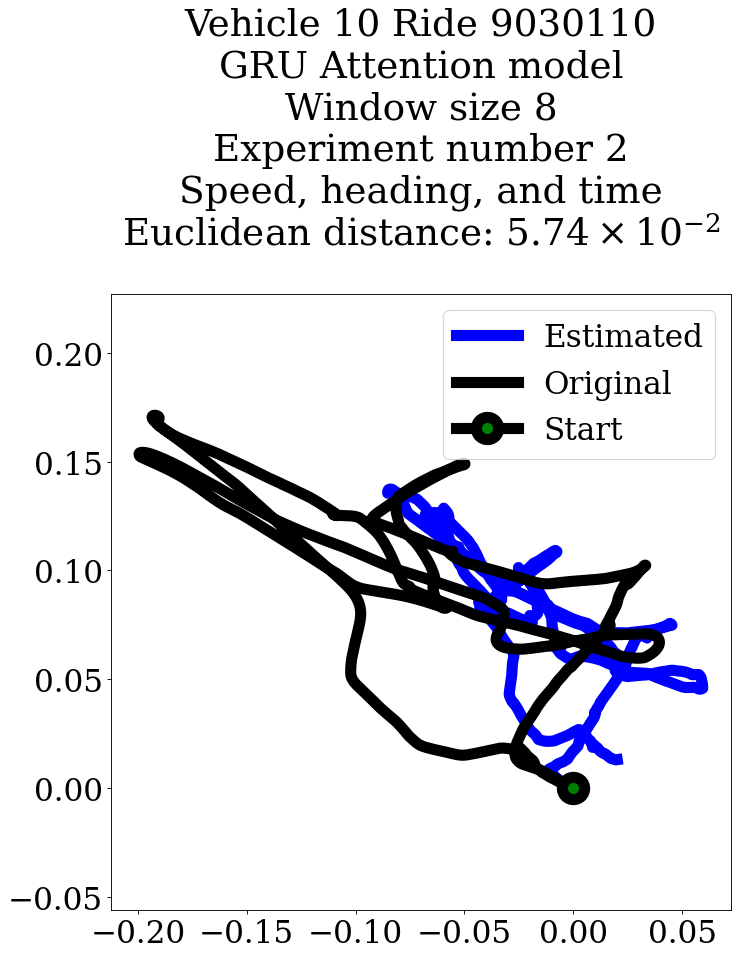 Vehicle 10 Ride 9030110
GRU Attention model
Window size 8
Experiment number 2
Speed, heading, and time
Euclidean distance: 5.74 × 10⁻²
Estimated
Original
Start
0.20
0.15
0.10
0.05
0.00
−0.05
−0.20 −0.15 −0.10 −0.05 0.00 0.05